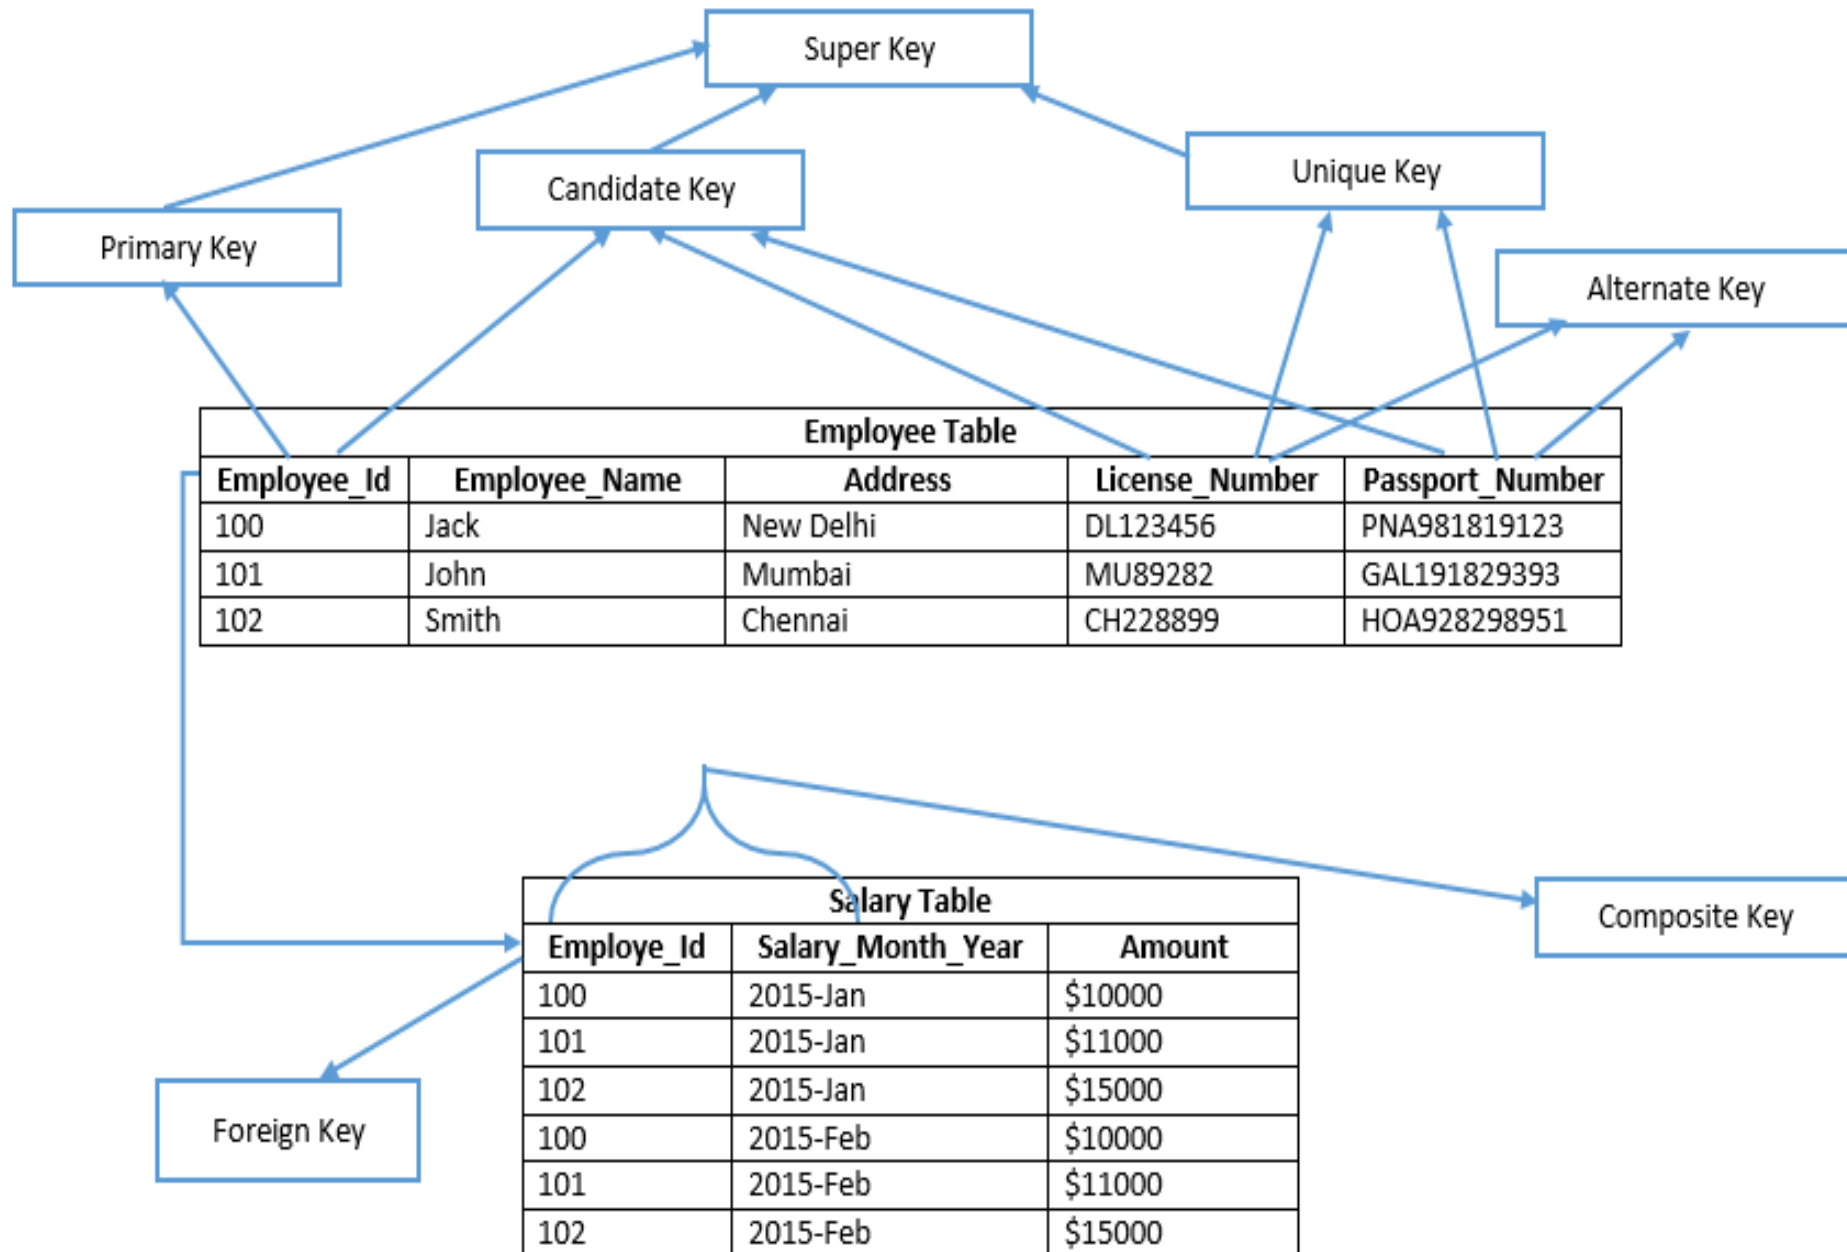 Super Key
Unique Key
Candidate Key
Primary Key
Alternate Key
Employee Table
Employee_Id Employee_Name Address License_Number Passport_Number
100 Jack New Delhi DL123456 PNA981819123
101 John Mumbai MU89282 GAL191829393
102 Smith Chennai CH228899 HOA928298951
Salary Table
Composite Key
Employe_Id Salary_Month_Year Amount
100 2015-Jan $10000
101 2015-Jan $11000
102 2015-Jan $15000
Foreign Key
100 2015-Feb $10000
101 2015-Feb $11000
102 2015-Feb $15000